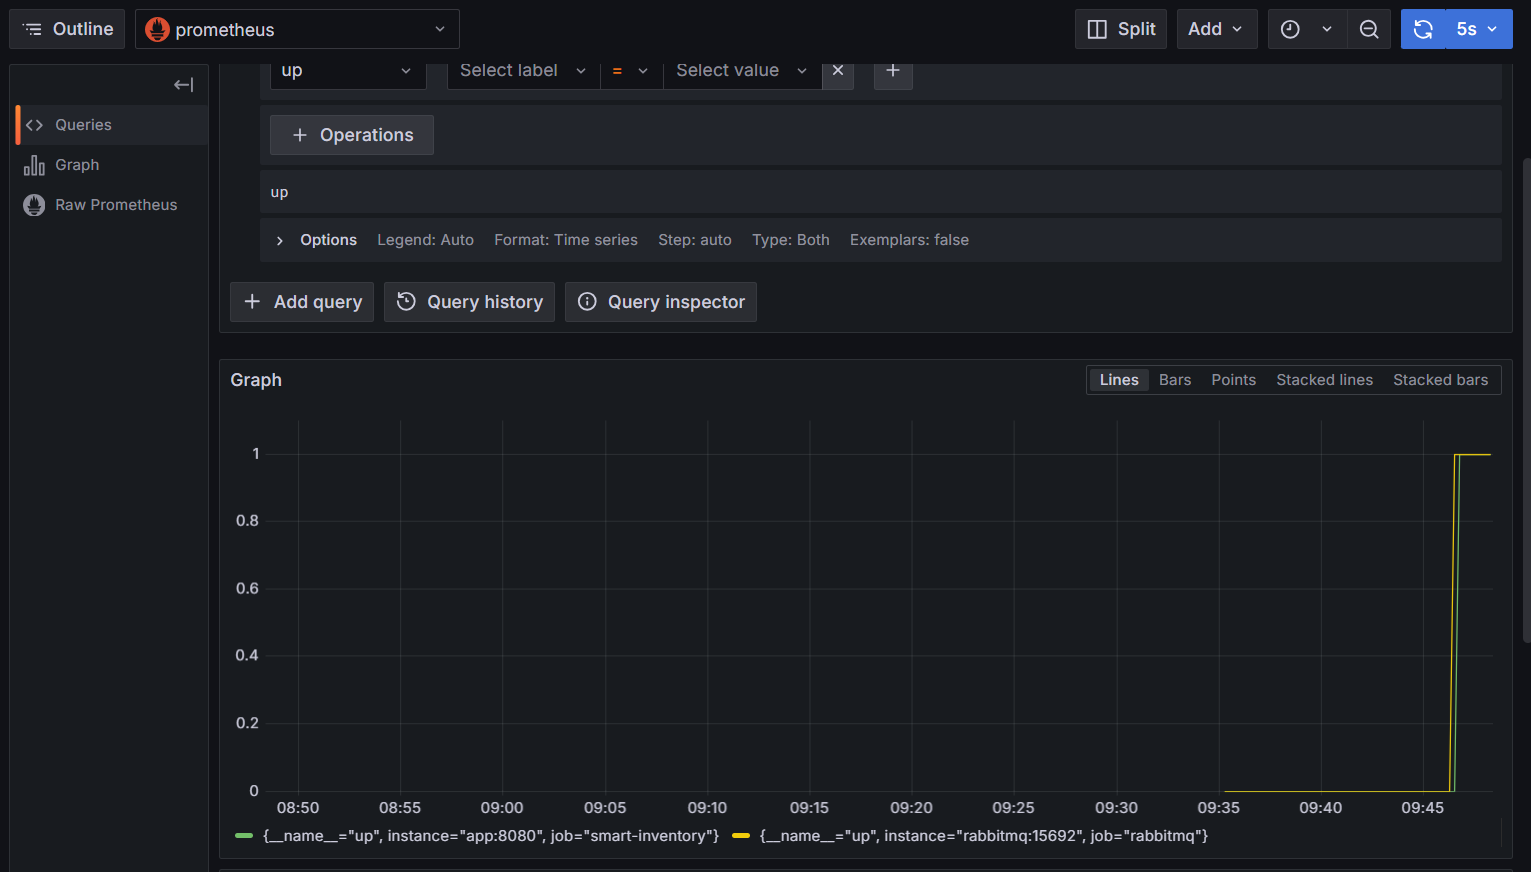 Outline prometheus Split Add 5s
up Select label = Select value
Queries
Operations
Graph
up
Raw Prometheus
Options Legend: Auto Format: Time series Step: auto Type: Both Exemplars: false
Add query Query history Query inspector
Graph Lines Bars Points Stacked lines Stacked bars
1
0.8
0.6
0.4
0.2
0
08:50 08:55 09:00 09:05 09:10 09:15 09:20 09:25 09:30 09:35 09:40 09:45
{__name__="up", instance="app:8080", job="smart-inventory"} {__name__="up", instance="rabbitmq:15692", job="rabbitmq"}